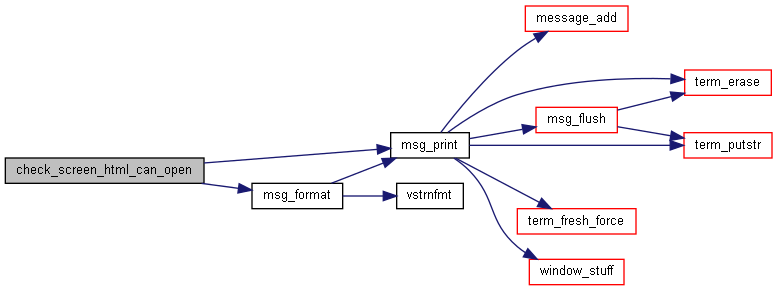 message_add
term_erase
msg_flush
msg_print
term_putstr
check_screen_html_can_open
msg_format
vstrnfmt
term_fresh_force
window_stuff